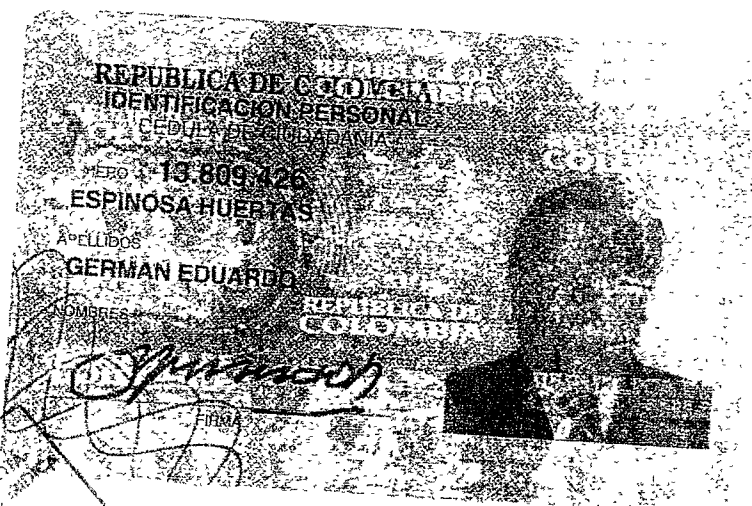 REPUBLICA DE COLOMBIA
IDENTIFICACION PERSONAL
CEDULA DE CIUDADANIA
13.809.426
ESPINOSA HUERTAS
APELLIDOS
GERMAN EDUARDO
NOMBRES
REPUBLICA DE
COLOMBIA
FIRMA